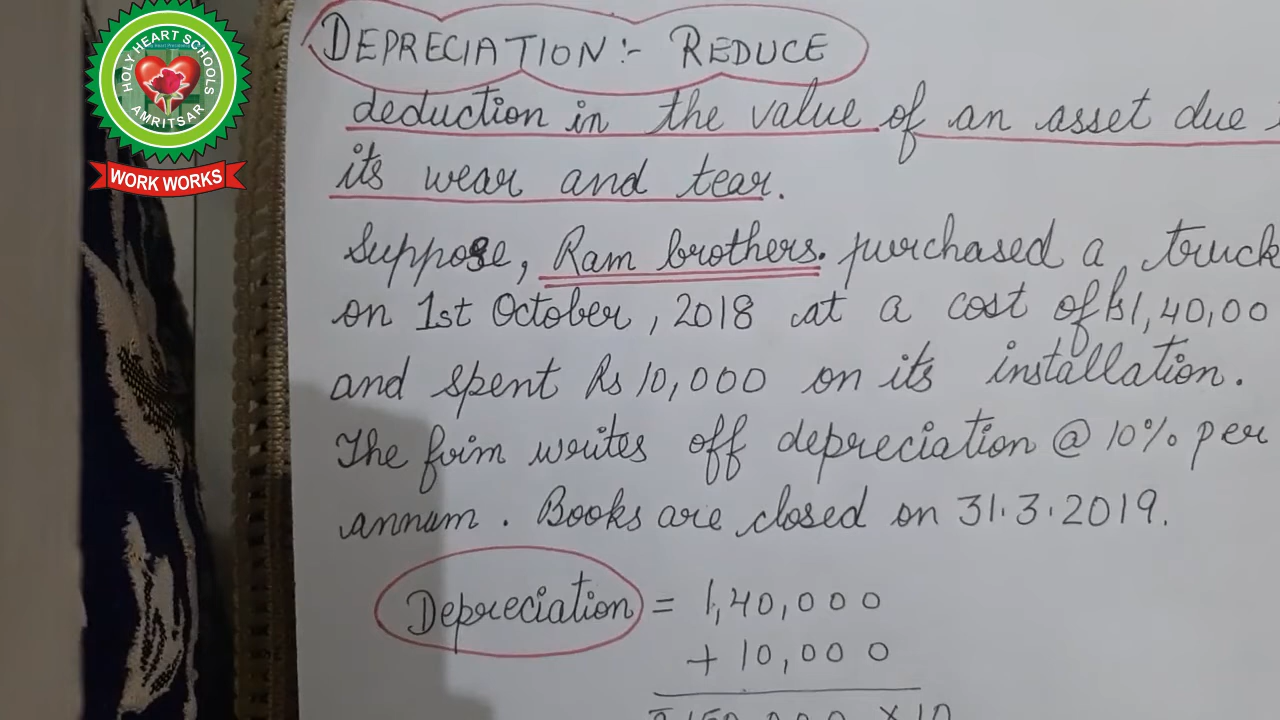 HOLY HEART SCHOOLS
AMRITSAR
WORK WORKS
DEPRECIATION:- REDUCE
deduction in the value of an asset due
its wear and tear.
Suppose, Ram brothers. purchased a truck
on 1st October, 2018 at a cost of Rs 1,40,00
and spent Rs 10,000 on its installation.
The firm writes off depreciation @ 10% per
annum. Books are closed on 31.3.2019.
Depreciation = 1,40,000
+ 10,000